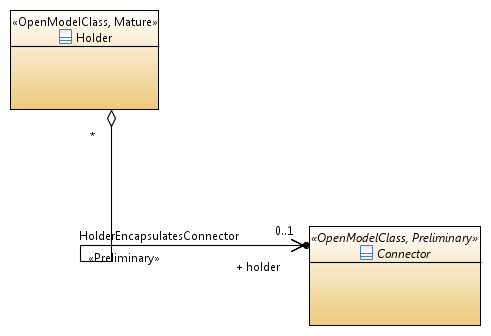 «OpenModelClass, Mature»
Holder
*
HolderEncapsulatesConnector
0..1
«Preliminary»
+ holder
«OpenModelClass, Preliminary»
Connector